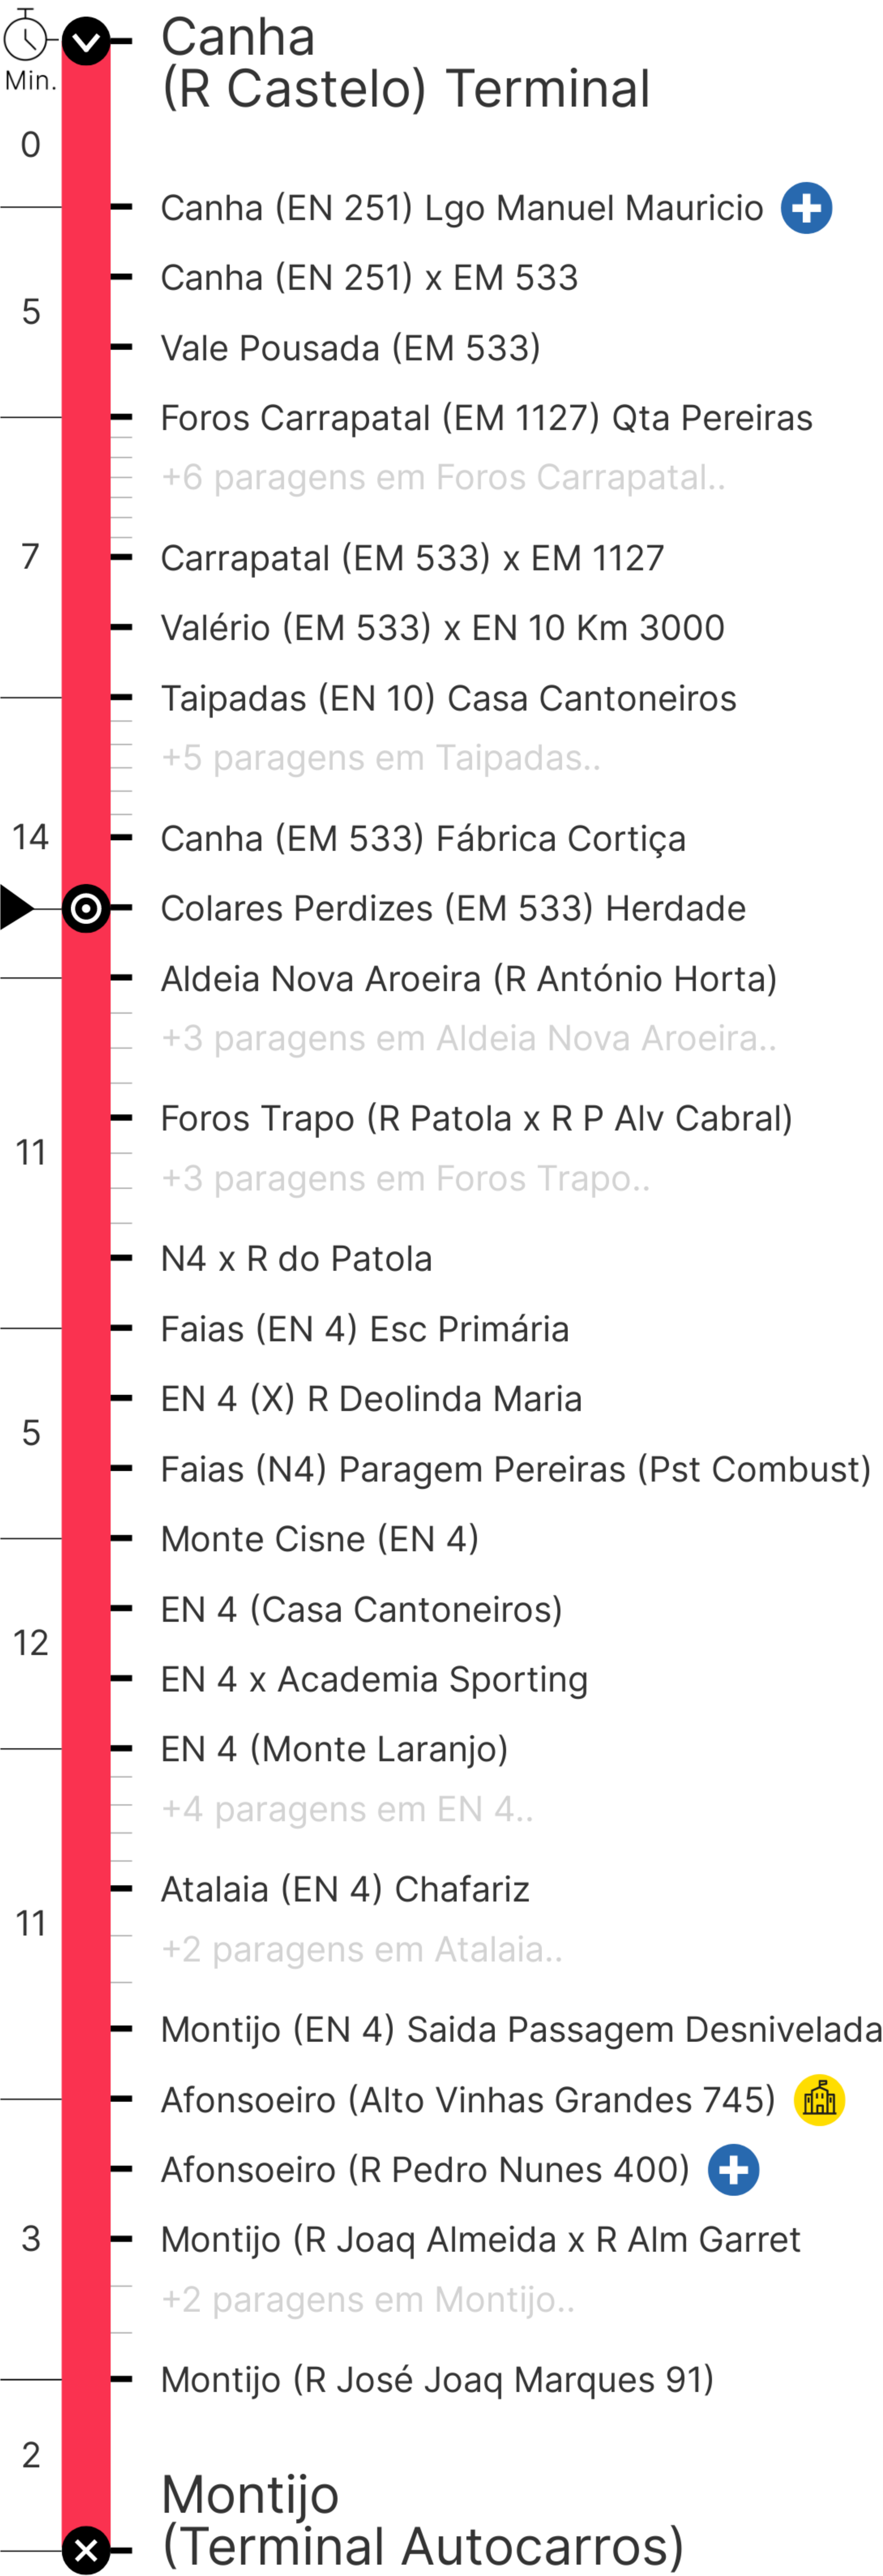 Canha
(R Castelo) Terminal
Min.
0
Canha (EN 251) Lgo Manuel Mauricio
Canha (EN 251) x EM 533
5
Vale Pousada (EM 533)
Foros Carrapatal (EM 1127) Qta Pereiras
+6 paragens em Foros Carrapatal..
7
Carrapatal (EM 533) x EM 1127
Valério (EM 533) x EN 10 Km 3000
Taipadas (EN 10) Casa Cantoneiros
+5 paragens em Taipadas..
14
Canha (EM 533) Fábrica Cortiça
Colares Perdizes (EM 533) Herdade
Aldeia Nova Aroeira (R António Horta)
+3 paragens em Aldeia Nova Aroeira..
Foros Trapo (R Patola x R P Alv Cabral)
11
+3 paragens em Foros Trapo..
N4 x R do Patola
Faias (EN 4) Esc Primária
EN 4 (X) R Deolinda Maria
5
Faias (N4) Paragem Pereiras (Pst Combust)
Monte Cisne (EN 4)
EN 4 (Casa Cantoneiros)
12
EN 4 x Academia Sporting
EN 4 (Monte Laranjo)
+4 paragens em EN 4..
Atalaia (EN 4) Chafariz
11
+2 paragens em Atalaia..
Montijo (EN 4) Saida Passagem Desnivelada
Afonsoeiro (Alto Vinhas Grandes 745)
Afonsoeiro (R Pedro Nunes 400)
3
Montijo (R Joaq Almeida x R Alm Garret
+2 paragens em Montijo..
Montijo (R José Joaq Marques 91)
2
Montijo
(Terminal Autocarros)